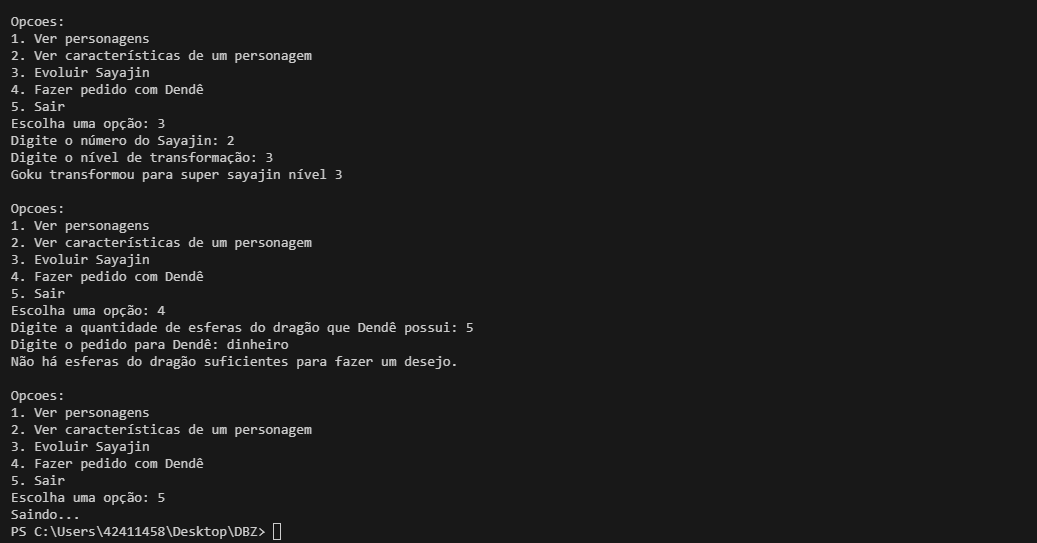 Opcoes:
1. Ver personagens
2. Ver características de um personagem
3. Evoluir Sayajin
4. Fazer pedido com Dendê
5. Sair
Escolha uma opção: 3
Digite o número do Sayajin: 2
Digite o nível de transformação: 3
Goku transformou para super sayajin nível 3
Opcoes:
1. Ver personagens
2. Ver características de um personagem
3. Evoluir Sayajin
4. Fazer pedido com Dendê
5. Sair
Escolha uma opção: 4
Digite a quantidade de esferas do dragão que Dendê possui: 5
Digite o pedido para Dendê: dinheiro
Não há esferas do dragão suficientes para fazer um desejo.
Opcoes:
1. Ver personagens
2. Ver características de um personagem
3. Evoluir Sayajin
4. Fazer pedido com Dendê
5. Sair
Escolha uma opção: 5
Saindo...
PS C:\Users\42411458\Desktop\DBZ>